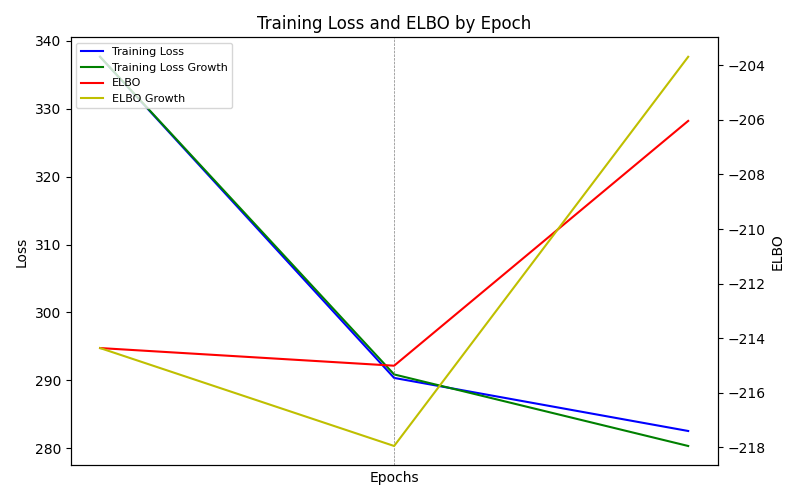 Training Loss and ELBO by Epoch
Training Loss
Training Loss Growth
ELBO
ELBO Growth
340
330
320
310
300
290
280
Loss
−204
−206
−208
−210
−212
−214
−216
−218
ELBO
Epochs